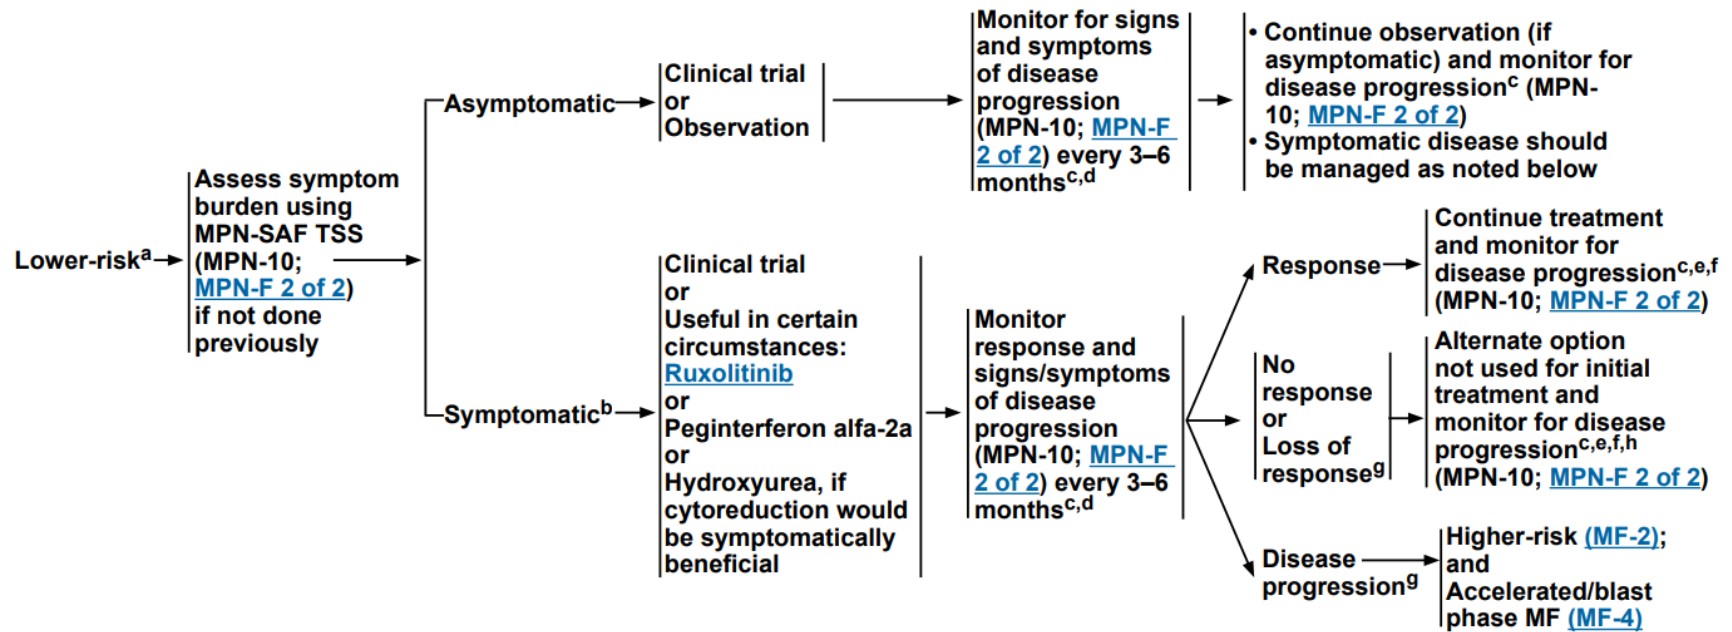 Lower-riskᵃ
Assess symptom
burden using
MPN-SAF TSS
(MPN-10;
MPN-F 2 of 2)
if not done
previously
Asymptomatic
Clinical trial
or
Observation
Monitor for signs
and symptoms
of disease
progression
(MPN-10; MPN-F
2 of 2) every 3–6
monthsᶜ,ᵈ
• Continue observation (if
asymptomatic) and monitor for
disease progressionᶜ (MPN-
10; MPN-F 2 of 2)
• Symptomatic disease should
be managed as noted below
Symptomaticᵇ
Clinical trial
or
Useful in certain
circumstances:
Ruxolitinib
or
Peginterferon alfa-2a
or
Hydroxyurea, if
cytoreduction would
be symptomatically
beneficial
Monitor
response and
signs/symptoms
of disease
progression
(MPN-10; MPN-F
2 of 2) every 3–6
monthsᶜ,ᵈ
Response
Continue treatment
and monitor for
disease progressionᶜ,ᵉ,ᶠ
(MPN-10; MPN-F 2 of 2)
No
response
or
Loss of
responseᵍ
Alternate option
not used for initial
treatment and
monitor for disease
progressionᶜ,ᵉ,ᶠ,ʰ
(MPN-10; MPN-F 2 of 2)
Disease
progressionᵍ
Higher-risk (MF-2);
and
Accelerated/blast
phase MF (MF-4)